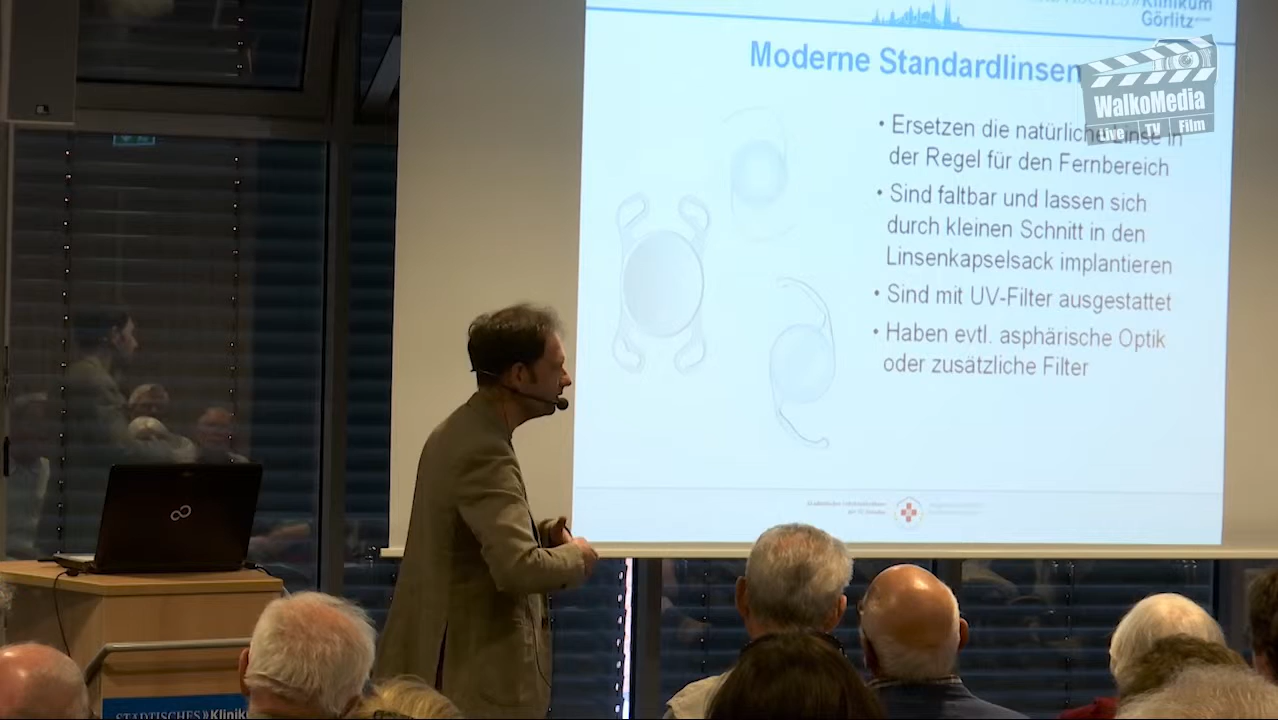 Klinikum
Görlitz
Moderne Standardlinsen
WalkoMedia
Live TV Film
• Ersetzen die natürliche Linse in
der Regel für den Fernbereich
• Sind faltbar und lassen sich
durch kleinen Schnitt in den
Linsenkapselsack implantieren
• Sind mit UV-Filter ausgestattet
• Haben evtl. asphärische Optik
oder zusätzliche Filter
STÄDTISCHES»Klinik